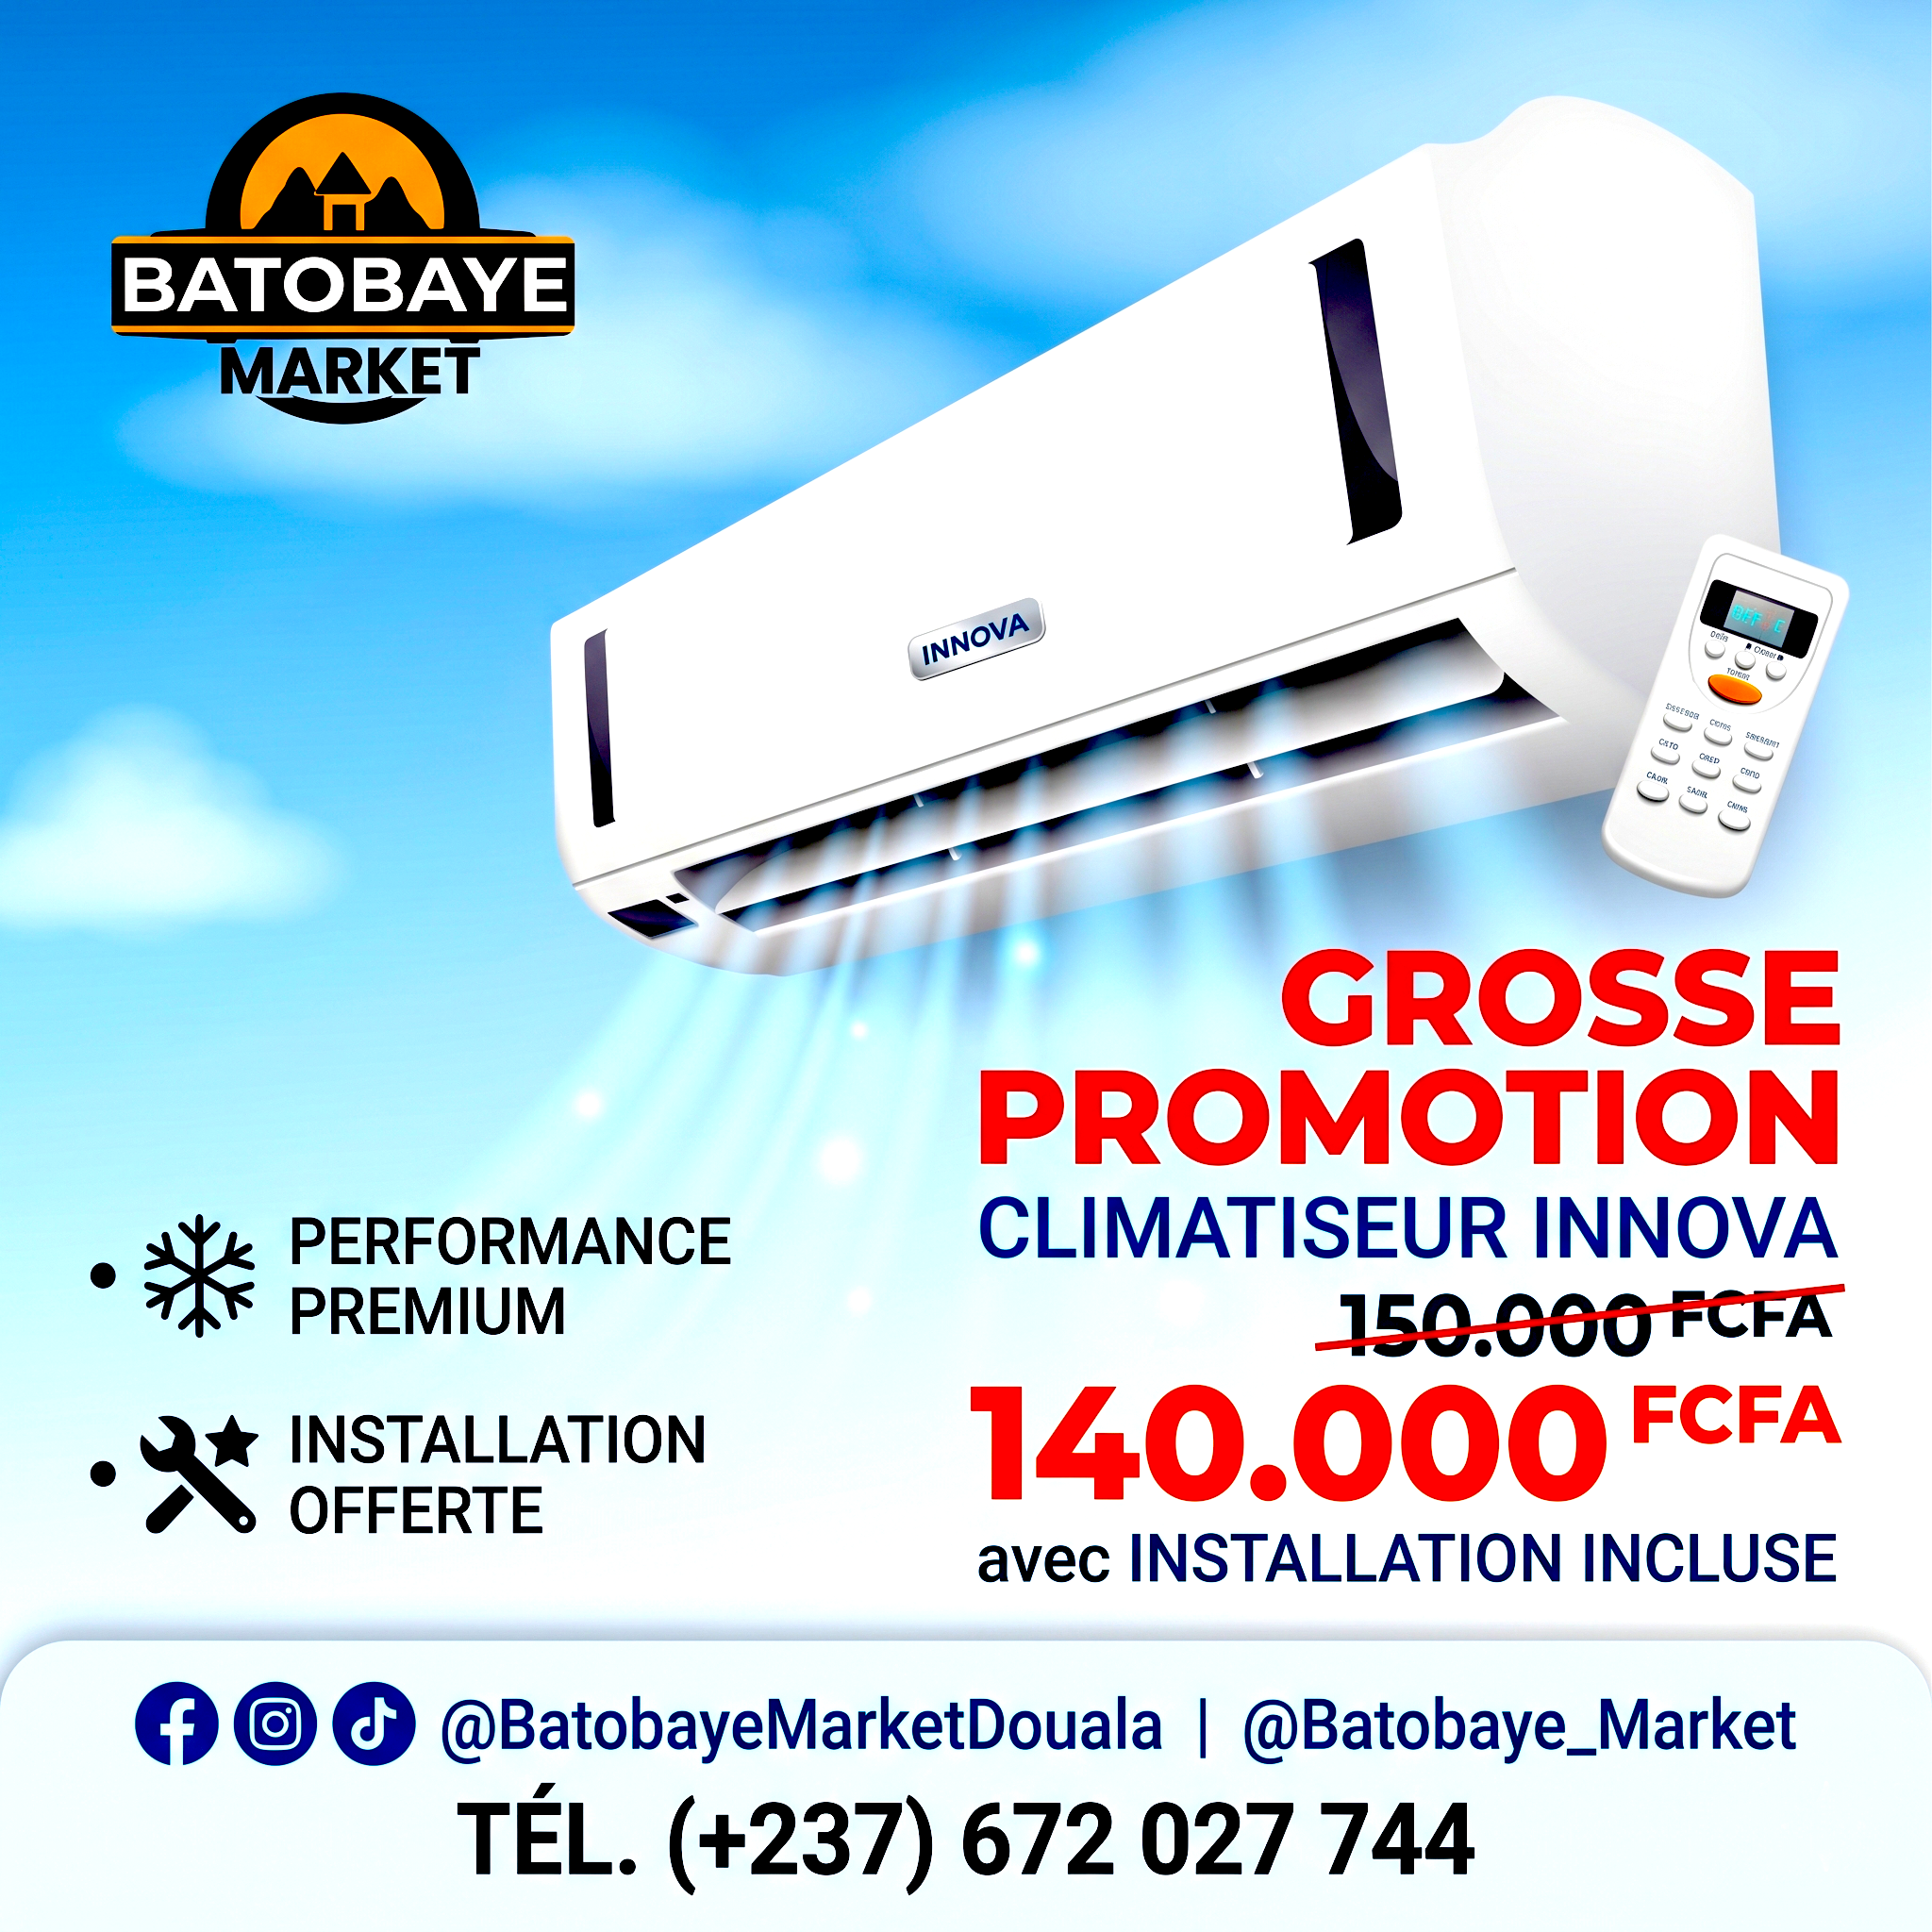 BATOBAYE
MARKET
INNOVA
GROSSE
PROMOTION
CLIMATISEUR INNOVA
150.000 FCFA
140.000 FCFA
avec INSTALLATION INCLUSE
PERFORMANCE
PREMIUM
INSTALLATION
OFFERTE
@BatobayeMarketDouala | @Batobaye_Market
TÉL. (+237) 672 027 744